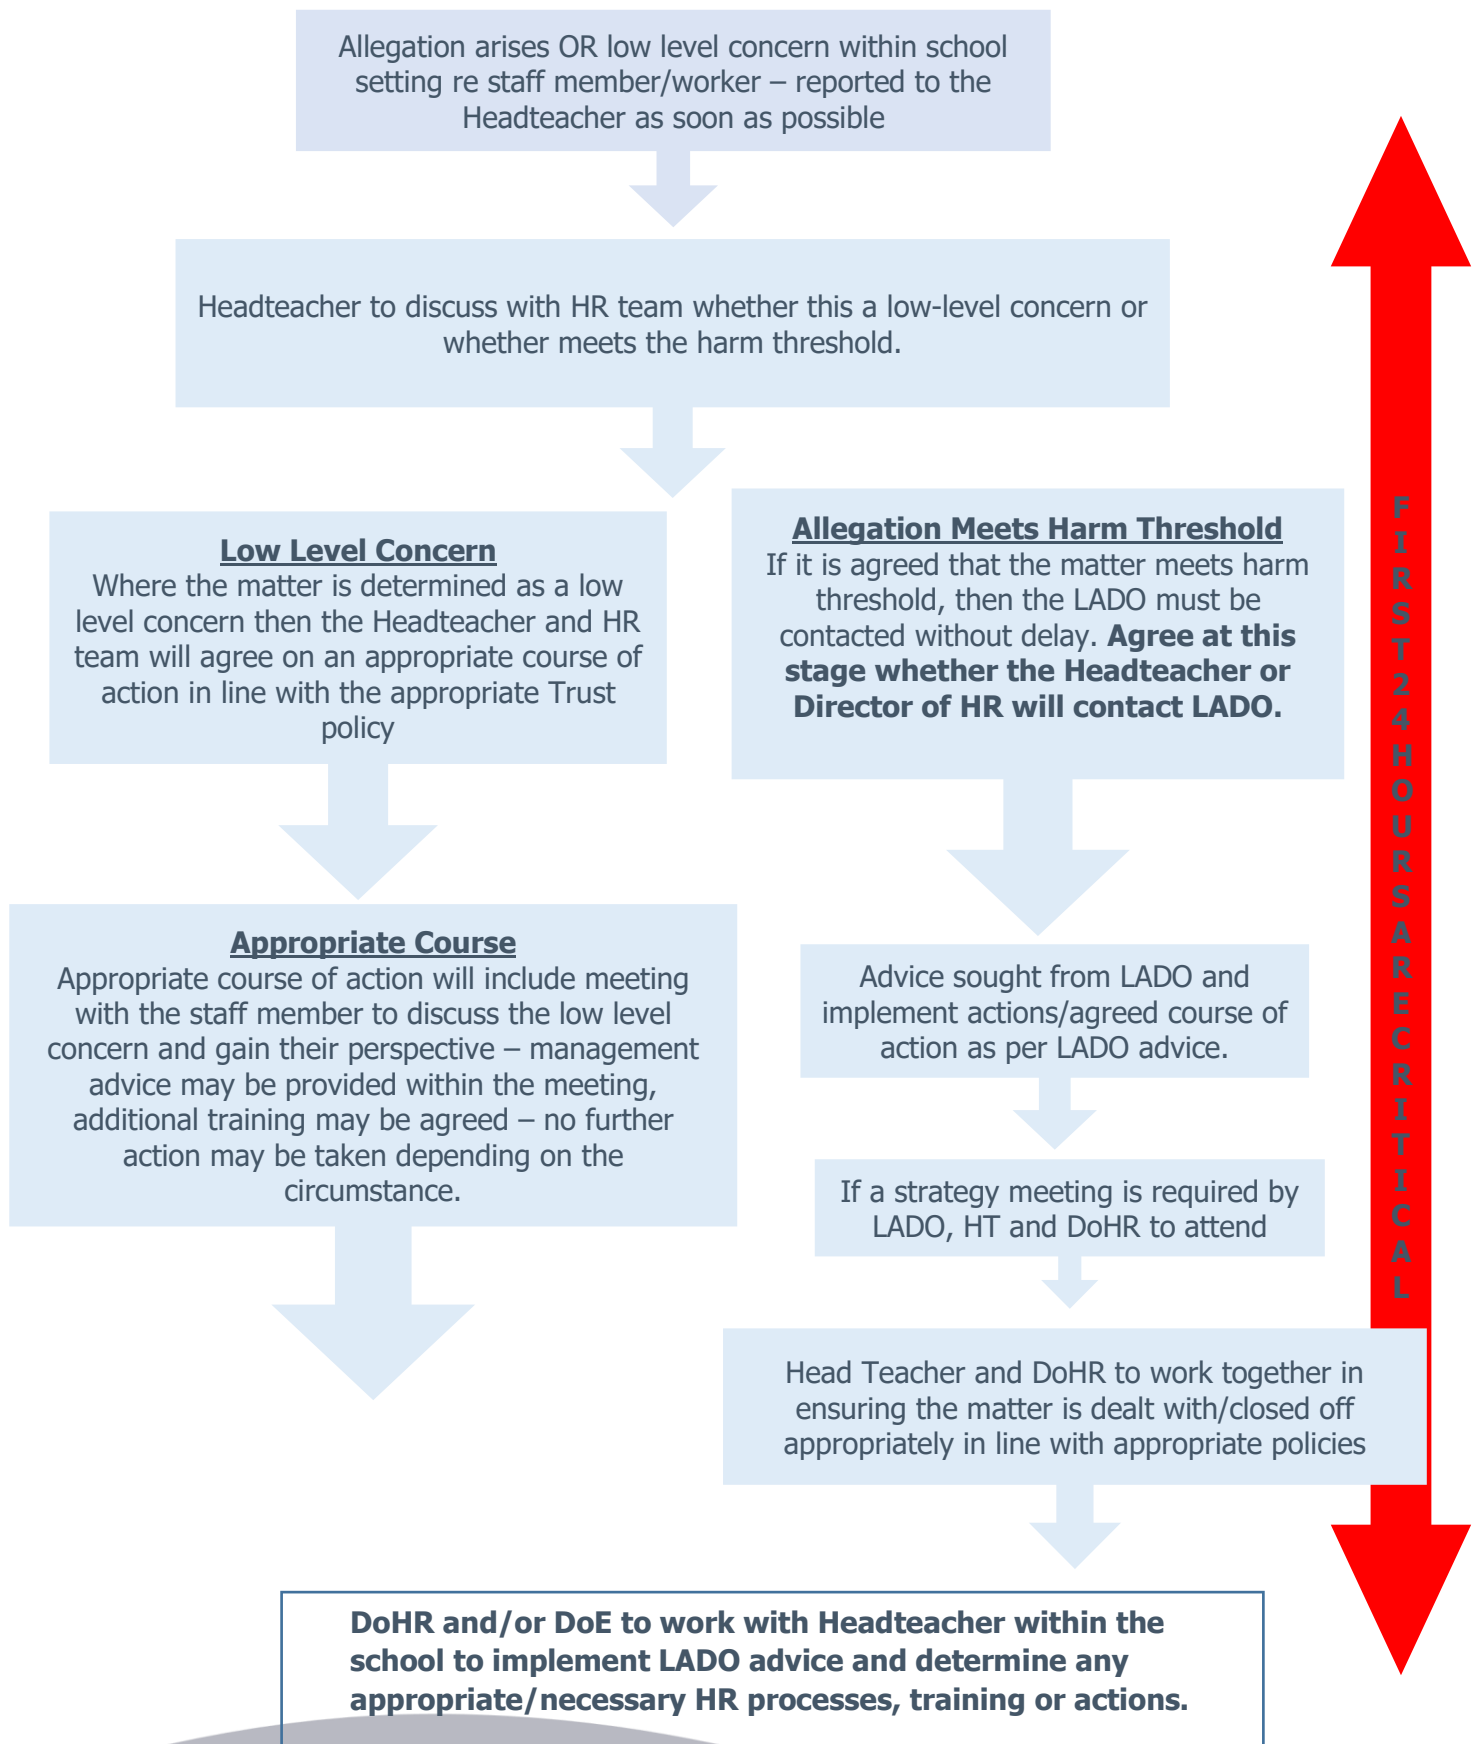 Allegation arises OR low level concern within school
setting re staff member/worker – reported to the
Headteacher as soon as possible
Headteacher to discuss with HR team whether this a low-level concern or
whether meets the harm threshold.
Low Level Concern
Where the matter is determined as a low
level concern then the Headteacher and HR
team will agree on an appropriate course of
action in line with the appropriate Trust
policy
Allegation Meets Harm Threshold
If it is agreed that the matter meets harm
threshold, then the LADO must be
contacted without delay. Agree at this
stage whether the Headteacher or
Director of HR will contact LADO.
Appropriate Course
Appropriate course of action will include meeting
with the staff member to discuss the low level
concern and gain their perspective – management
advice may be provided within the meeting,
additional training may be agreed – no further
action may be taken depending on the
circumstance.
Advice sought from LADO and
implement actions/agreed course of
action as per LADO advice.
If a strategy meeting is required by
LADO, HT and DoHR to attend
Head Teacher and DoHR to work together in
ensuring the matter is dealt with/closed off
appropriately in line with appropriate policies
DoHR and/or DoE to work with Headteacher within the
school to implement LADO advice and determine any
appropriate/necessary HR processes, training or actions.
FIRST24HOURSARECRITICAL